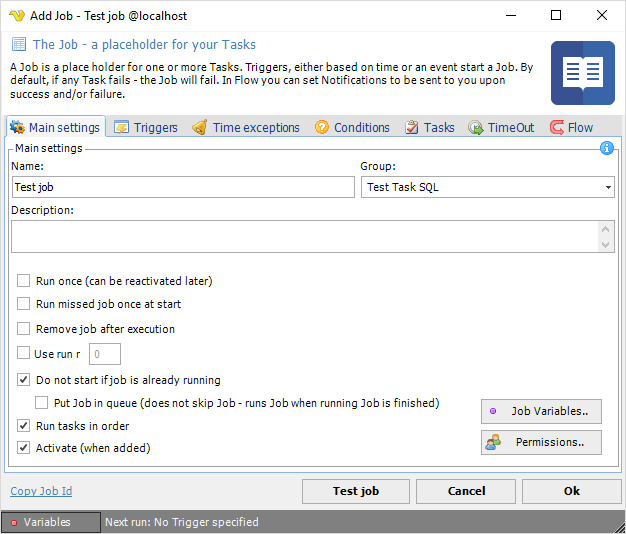 Add Job - Test job @localhost
The Job - a placeholder for your Tasks
A Job is a place holder for one or more Tasks. Triggers, either based on time or an event start a Job. By
default, if any Task fails - the Job will fail. In Flow you can set Notifications to be sent to you upon
success and/or failure.
Main settings Triggers Time exceptions Conditions Tasks TimeOut Flow
Main settings
Name: Group:
Test job Test Task SQL
Description:
Run once (can be reactivated later)
Run missed job once at start
Remove job after execution
Use run r 0
Do not start if job is already running
Put Job in queue (does not skip Job - runs Job when running Job is finished)
Job Variables..
Run tasks in order
Permissions..
Activate (when added)
Copy Job Id Test job Cancel Ok
Variables Next run: No Trigger specified